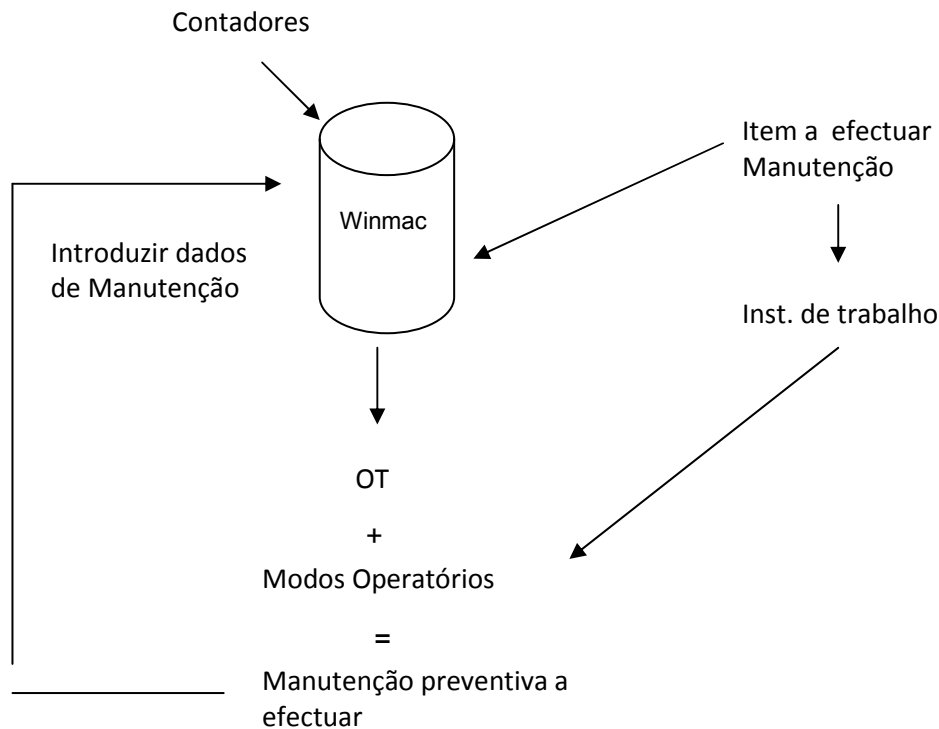 Contadores
Item a efectuar
Manutenção
Winmac
Introduzir dados
de Manutenção
Inst. de trabalho
OT
+
Modos Operatórios
=
Manutenção preventiva a
efectuar